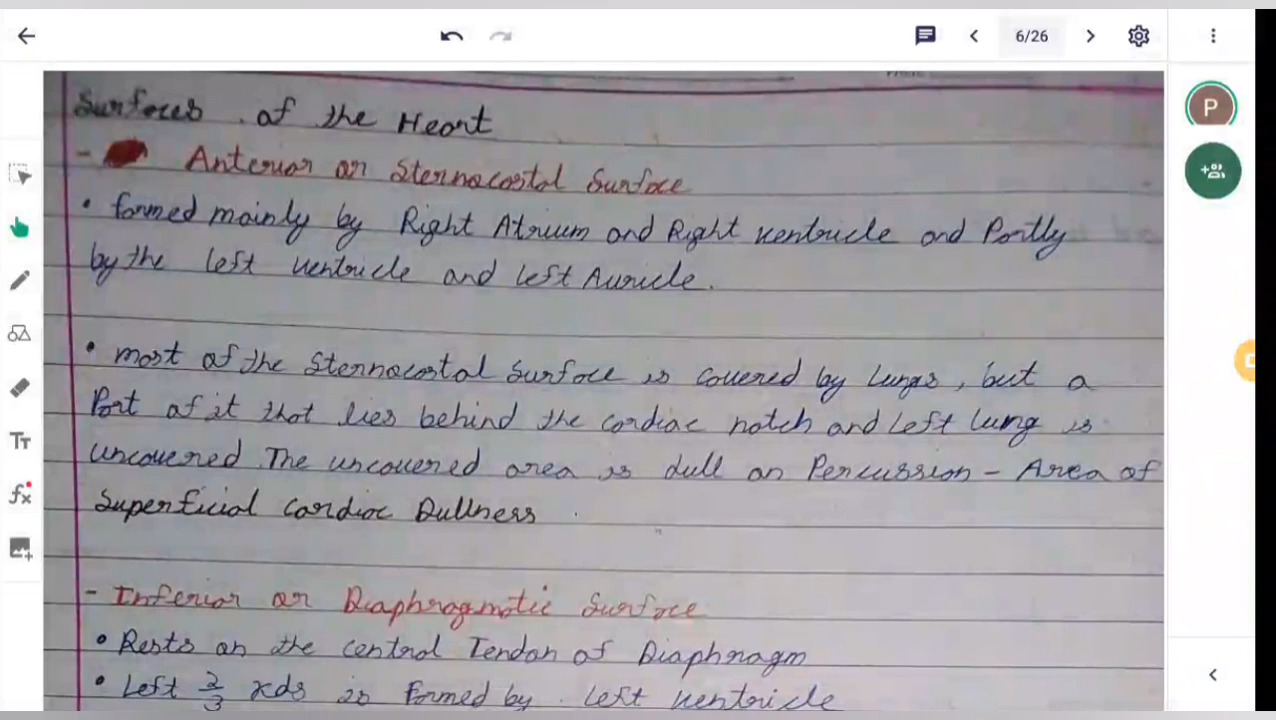 6/26
P
Surfaces of the Heart
- Anterior or Sternocostal Surface
• formed mainly by Right Atrium and Right ventricle and Partly
by the left ventricle and left Auricle.
• most of the Sternocostal Surface is covered by lungs, but a
Part of it that lies behind the cardiac notch and left lung is
uncovered. The uncovered area is dull on Percussion - Area of
Superficial Cardiac Dullness
- Inferior or Diaphragmatic Surface
• Rests on the central Tendon of Diaphragm
• Left 2/3 rds is formed by left ventricle
Tт
fx